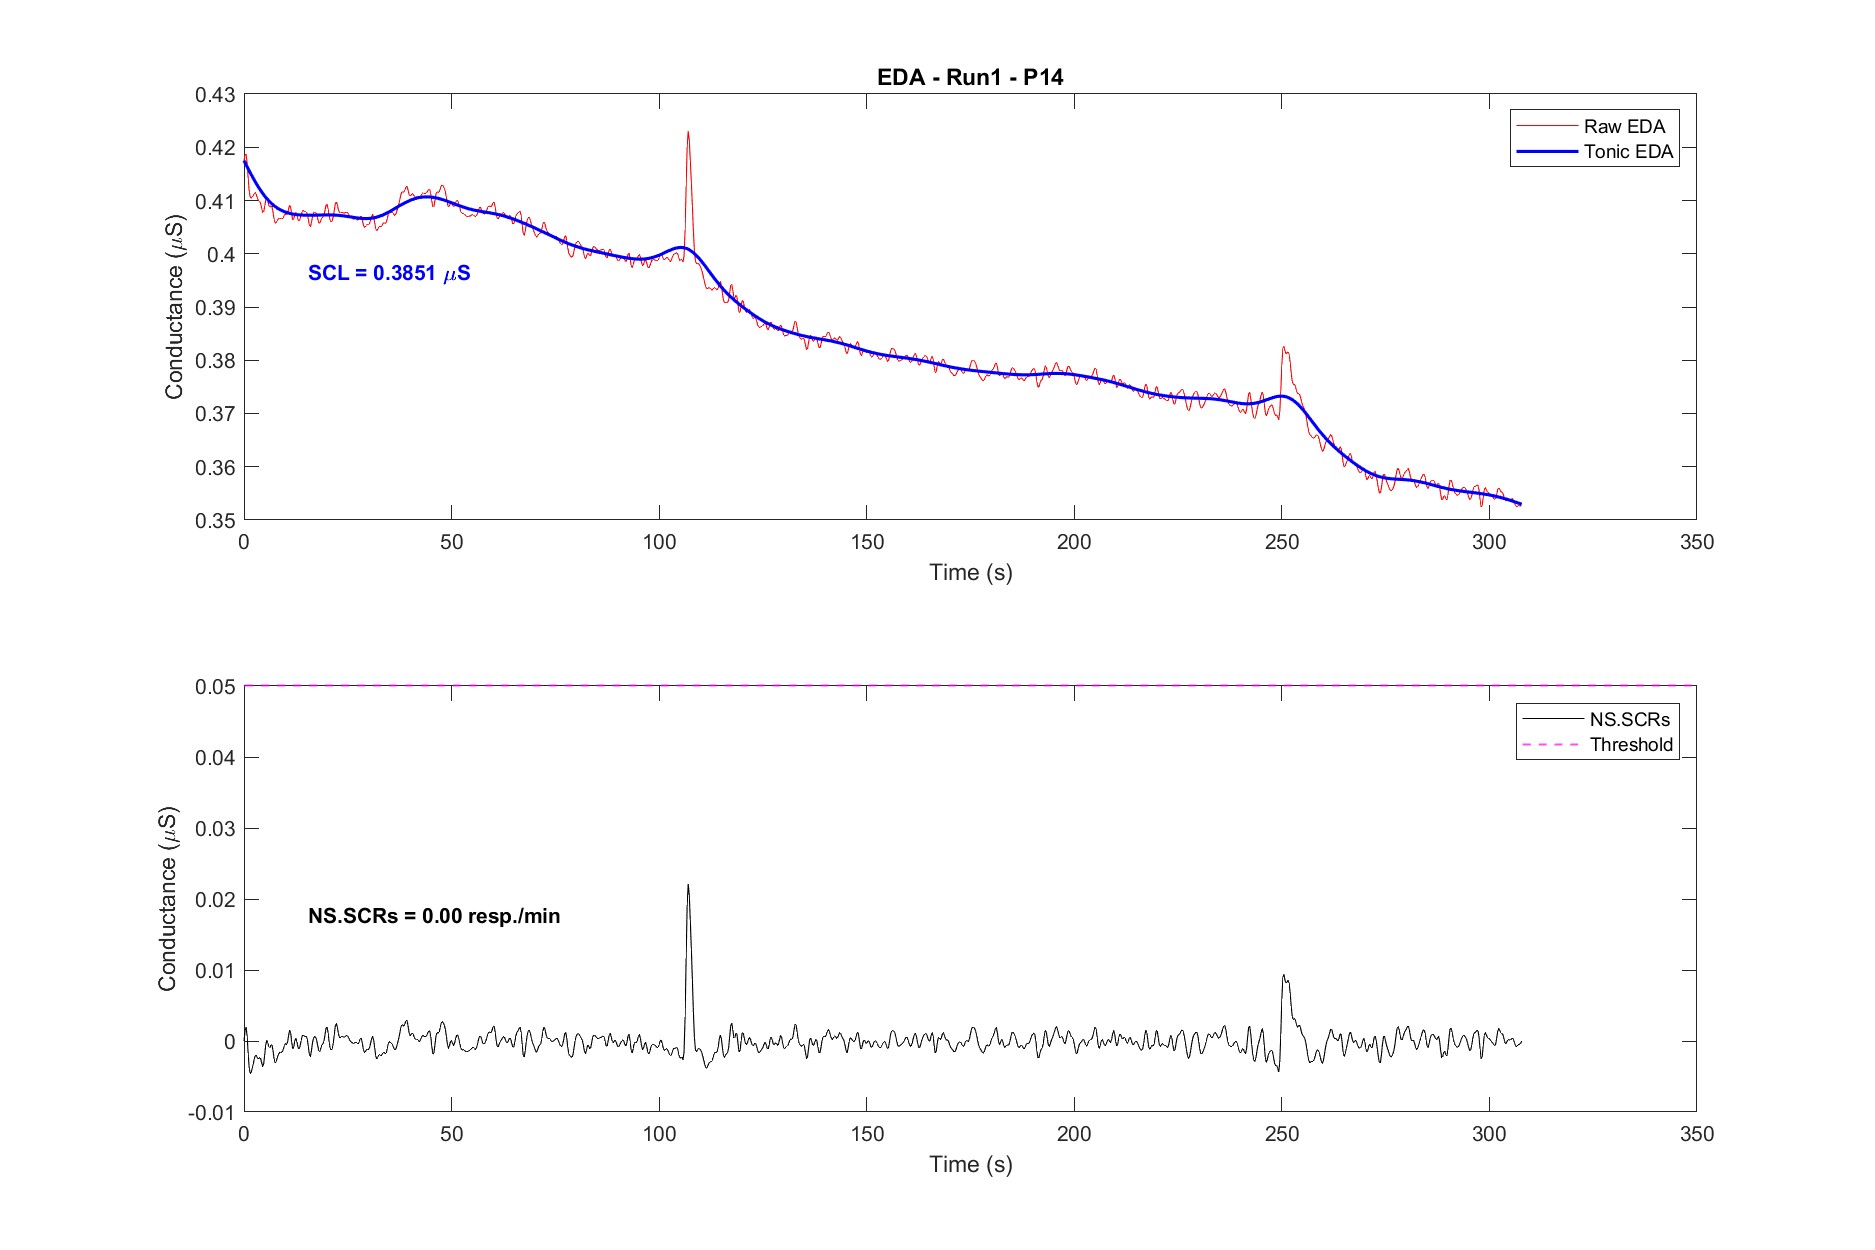 EDA - Run1 - P14
0.43
0.42
0.41
0.4
0.39
0.38
0.37
0.36
0.35
Conductance (μS)
Raw EDA
Tonic EDA
SCL = 0.3851 μS
0 50 100 150 200 250 300 350
Time (s)
0.05
0.04
0.03
0.02
0.01
0
-0.01
Conductance (μS)
NS.SCRs
Threshold
NS.SCRs = 0.00 resp./min
0 50 100 150 200 250 300 350
Time (s)